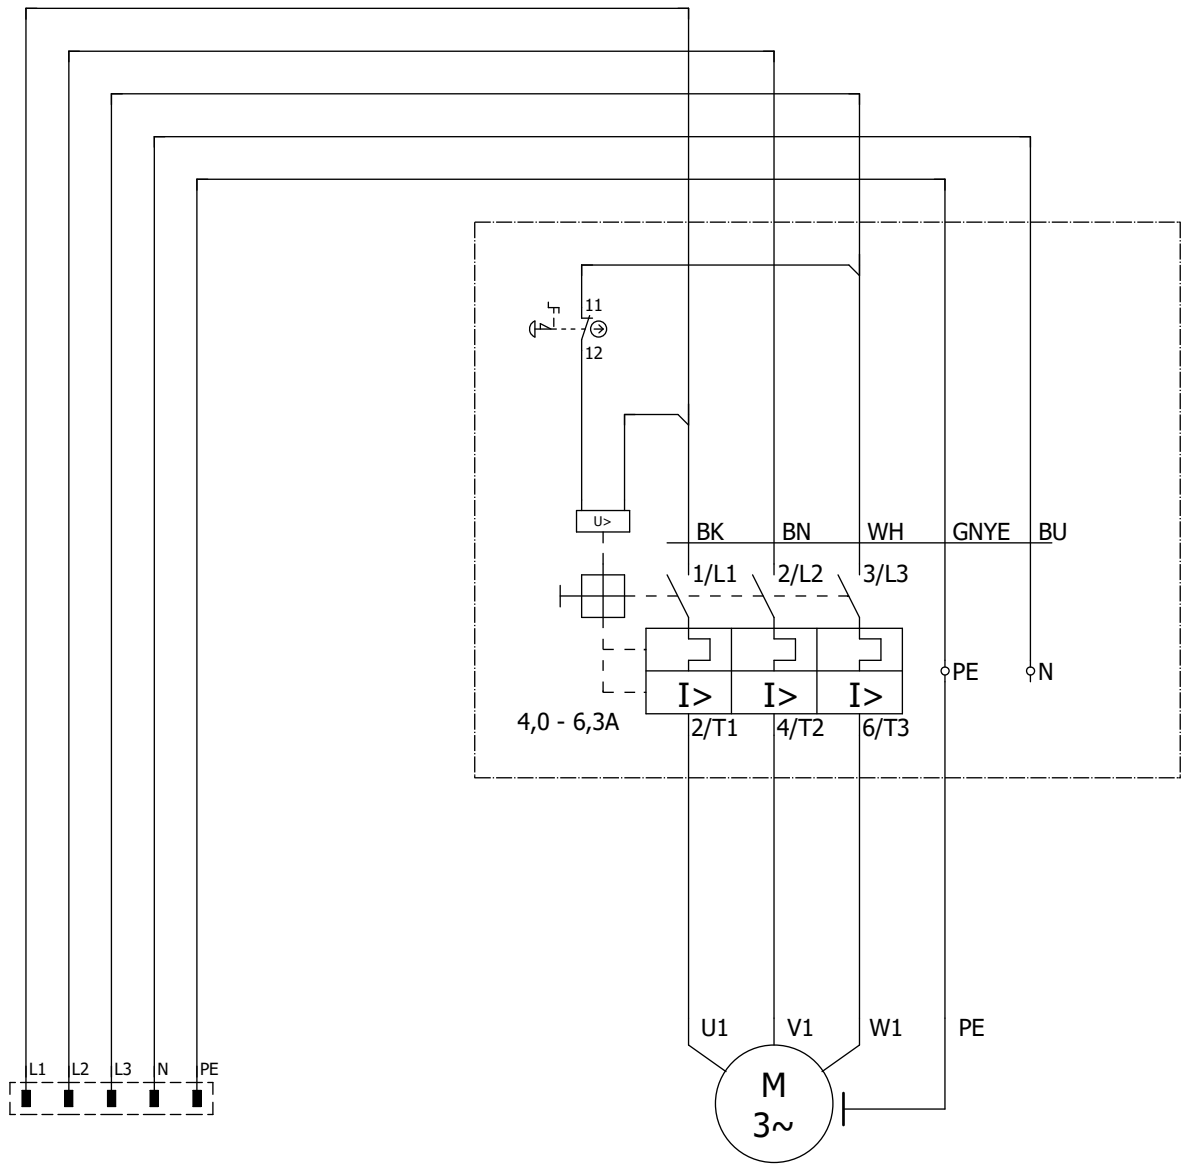 11
12
U>
BK BN WH GNYE BU
1/L1 2/L2 3/L3
PE N
I> I> I>
4,0 - 6,3A
2/T1 4/T2 6/T3
U1 V1 W1 PE
L1 L2 L3 N PE
M
3~